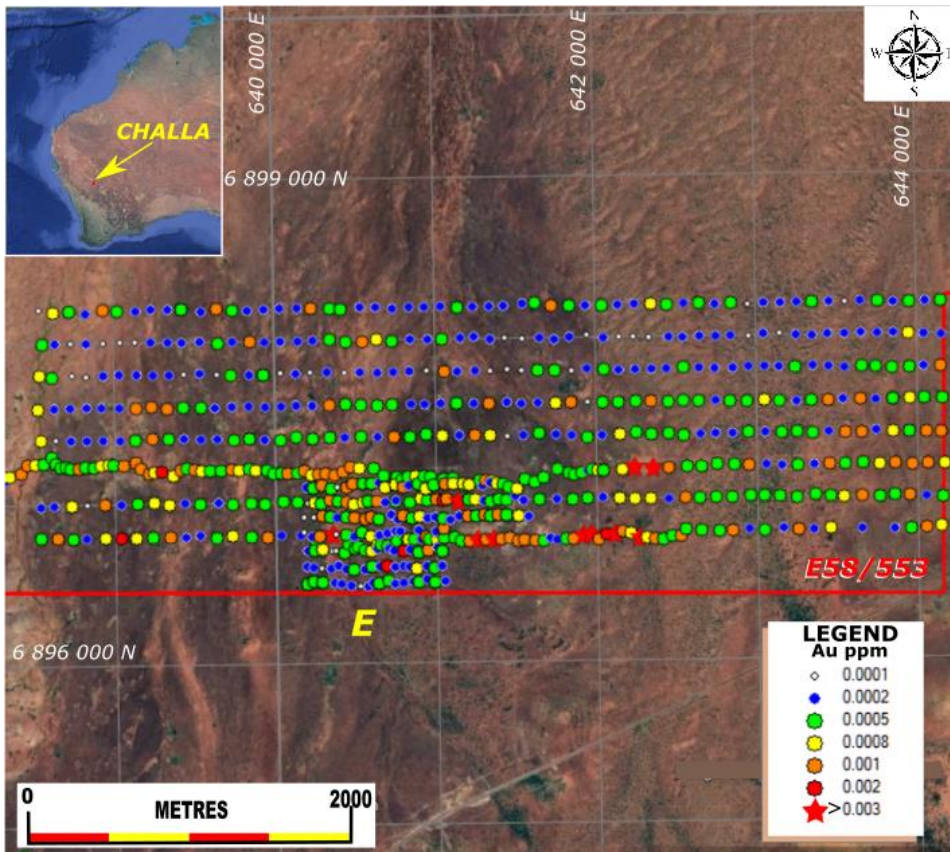 CHALLA
640 000 E
642 000 E
644 000 E
N
W
S
6 899 000 N
E58/553
E
6 896 000 N
LEGEND
Au ppm
0.0001
0.0002
0.0005
0.0008
0.001
0.002
>0.003
0
2000
METRES